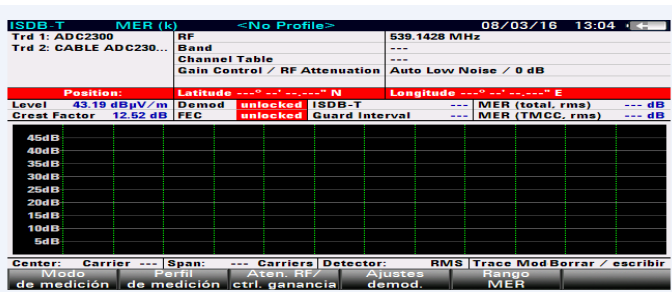 ISDB-T MER (k) <No Profile> 08/03/16 13:04
Trd 1: ADC2300 RF 539.1428 MHz
Trd 2: CABLE ADC230... Band ---
Channel Table ---
Gain Control / RF Attenuation Auto Low Noise / 0 dB
Position: Latitude ---° --' --.---" N Longitude ---° --' --.---" E
Level 43.19 dBµV/m Demod unlocked ISDB-T --- MER (total, rms) --- dB
Crest Factor 12.52 dB FEC unlocked Guard Interval --- MER (TMCC, rms) --- dB
45dB
40dB
35dB
30dB
25dB
20dB
15dB
10dB
5dB
Center: Carrier --- Span: --- Carriers Detector: RMS Trace Mod Borrar / escribir
Modo Perfil Aten. RF/ Ajustes Rango
de medición de medición ctrl. ganancia demod. MER